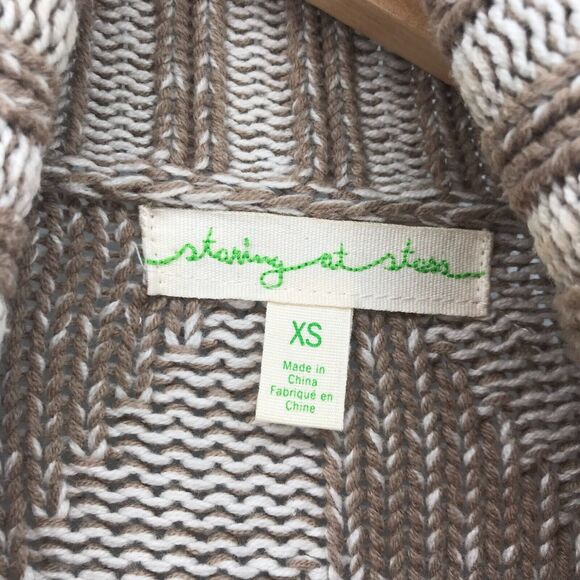 staring at stars
XS
Made in
China
Fabriqué en
Chine